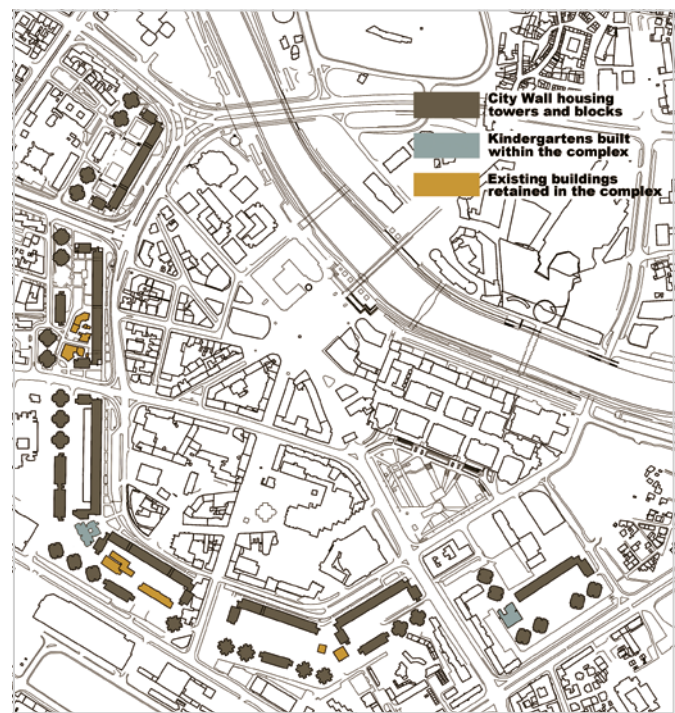 City Wall housing
towers and blocks
Kindergartens built
within the complex
Existing buildings
retained in the complex